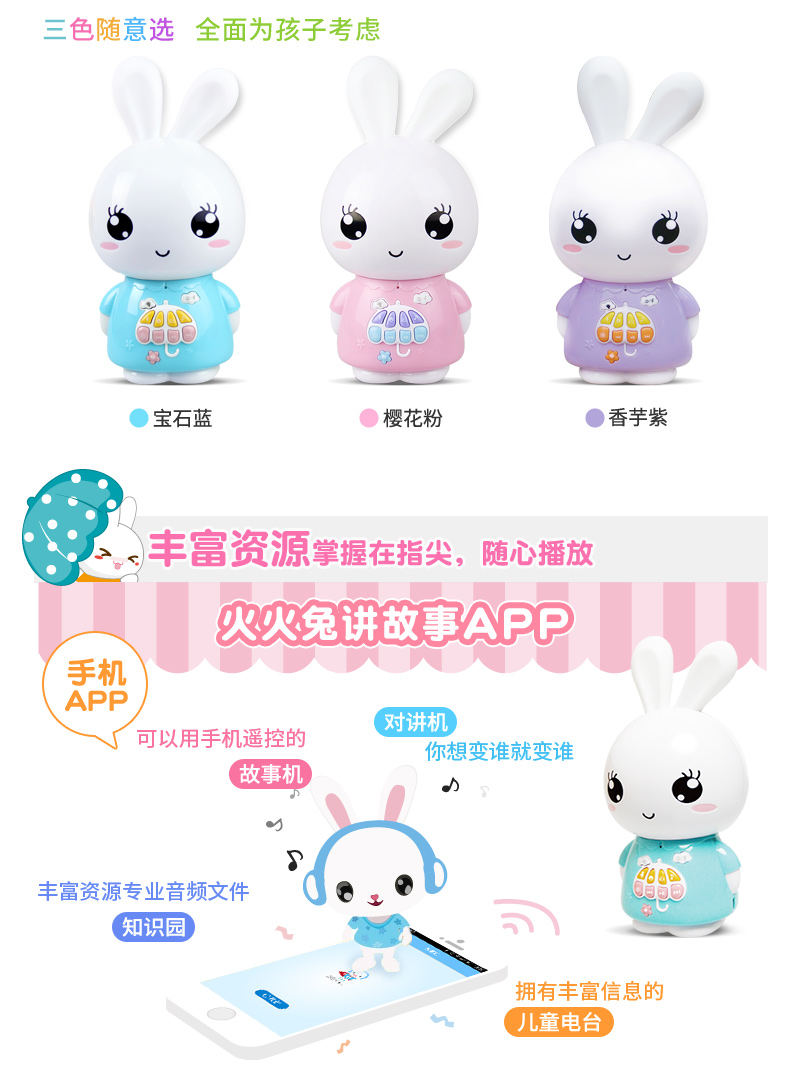 三色随意选 全面为孩子考虑
宝石蓝
樱花粉
香芋紫
丰富资源掌握在指尖，随心播放
火火兔讲故事APP
手机
APP
对讲机
可以用手机遥控的
你想变谁就变谁
故事机
丰富资源专业音频文件
知识园
拥有丰富信息的
儿童电台